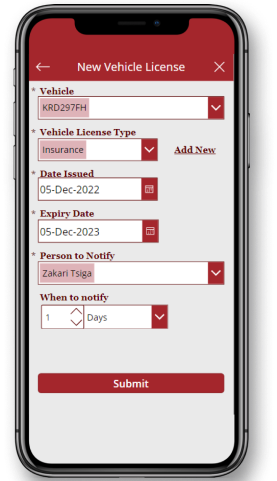 New Vehicle License
* Vehicle
KRD297FH
* Vehicle License Type
Insurance
Add New
* Date Issued
05-Dec-2022
* Expiry Date
05-Dec-2023
* Person to Notify
Zakari Tsiga
When to notify
1 Days
Submit